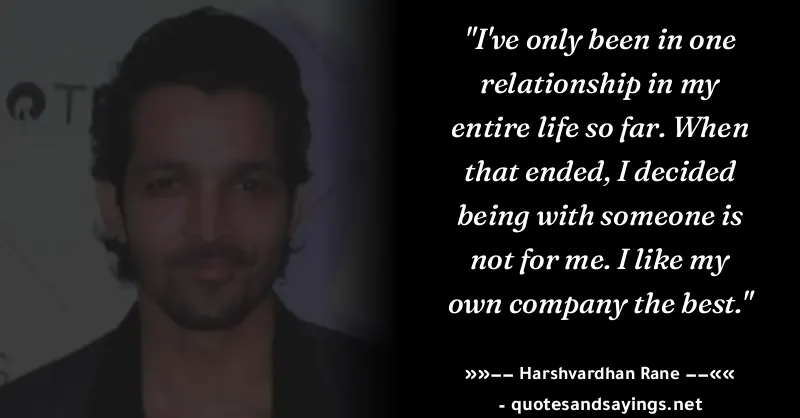 "I've only been in one
relationship in my
entire life so far. When
that ended, I decided
being with someone is
not for me. I like my
own company the best."
»»−− Harshvardhan Rane −−««
- quotesandsayings.net